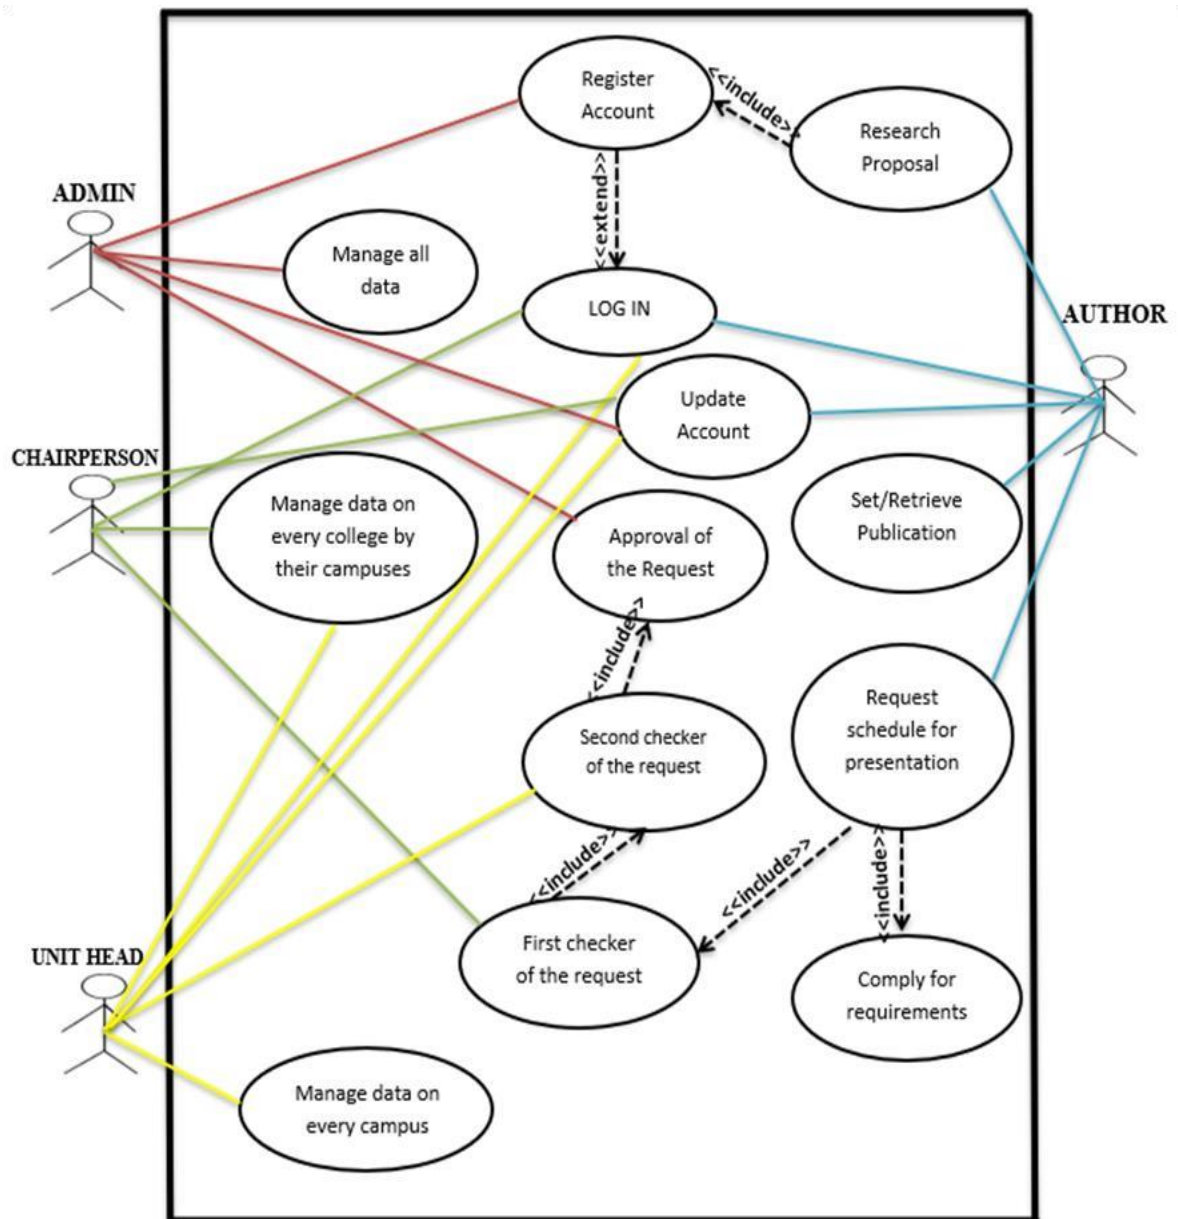 Register
Account
<<include>>
Research
Proposal
ADMIN
<<extend>>
Manage all
data
LOG IN
AUTHOR
Update
Account
CHAIRPERSON
Manage data on
every college by
their campuses
Set/Retrieve
Publication
Approval of
the Request
<<include>>
Request
schedule for
presentation
Second checker
of the request
<<include>>
<<include>>
<<include>>
UNIT HEAD
First checker
of the request
Comply for
requirements
Manage data on
every campus